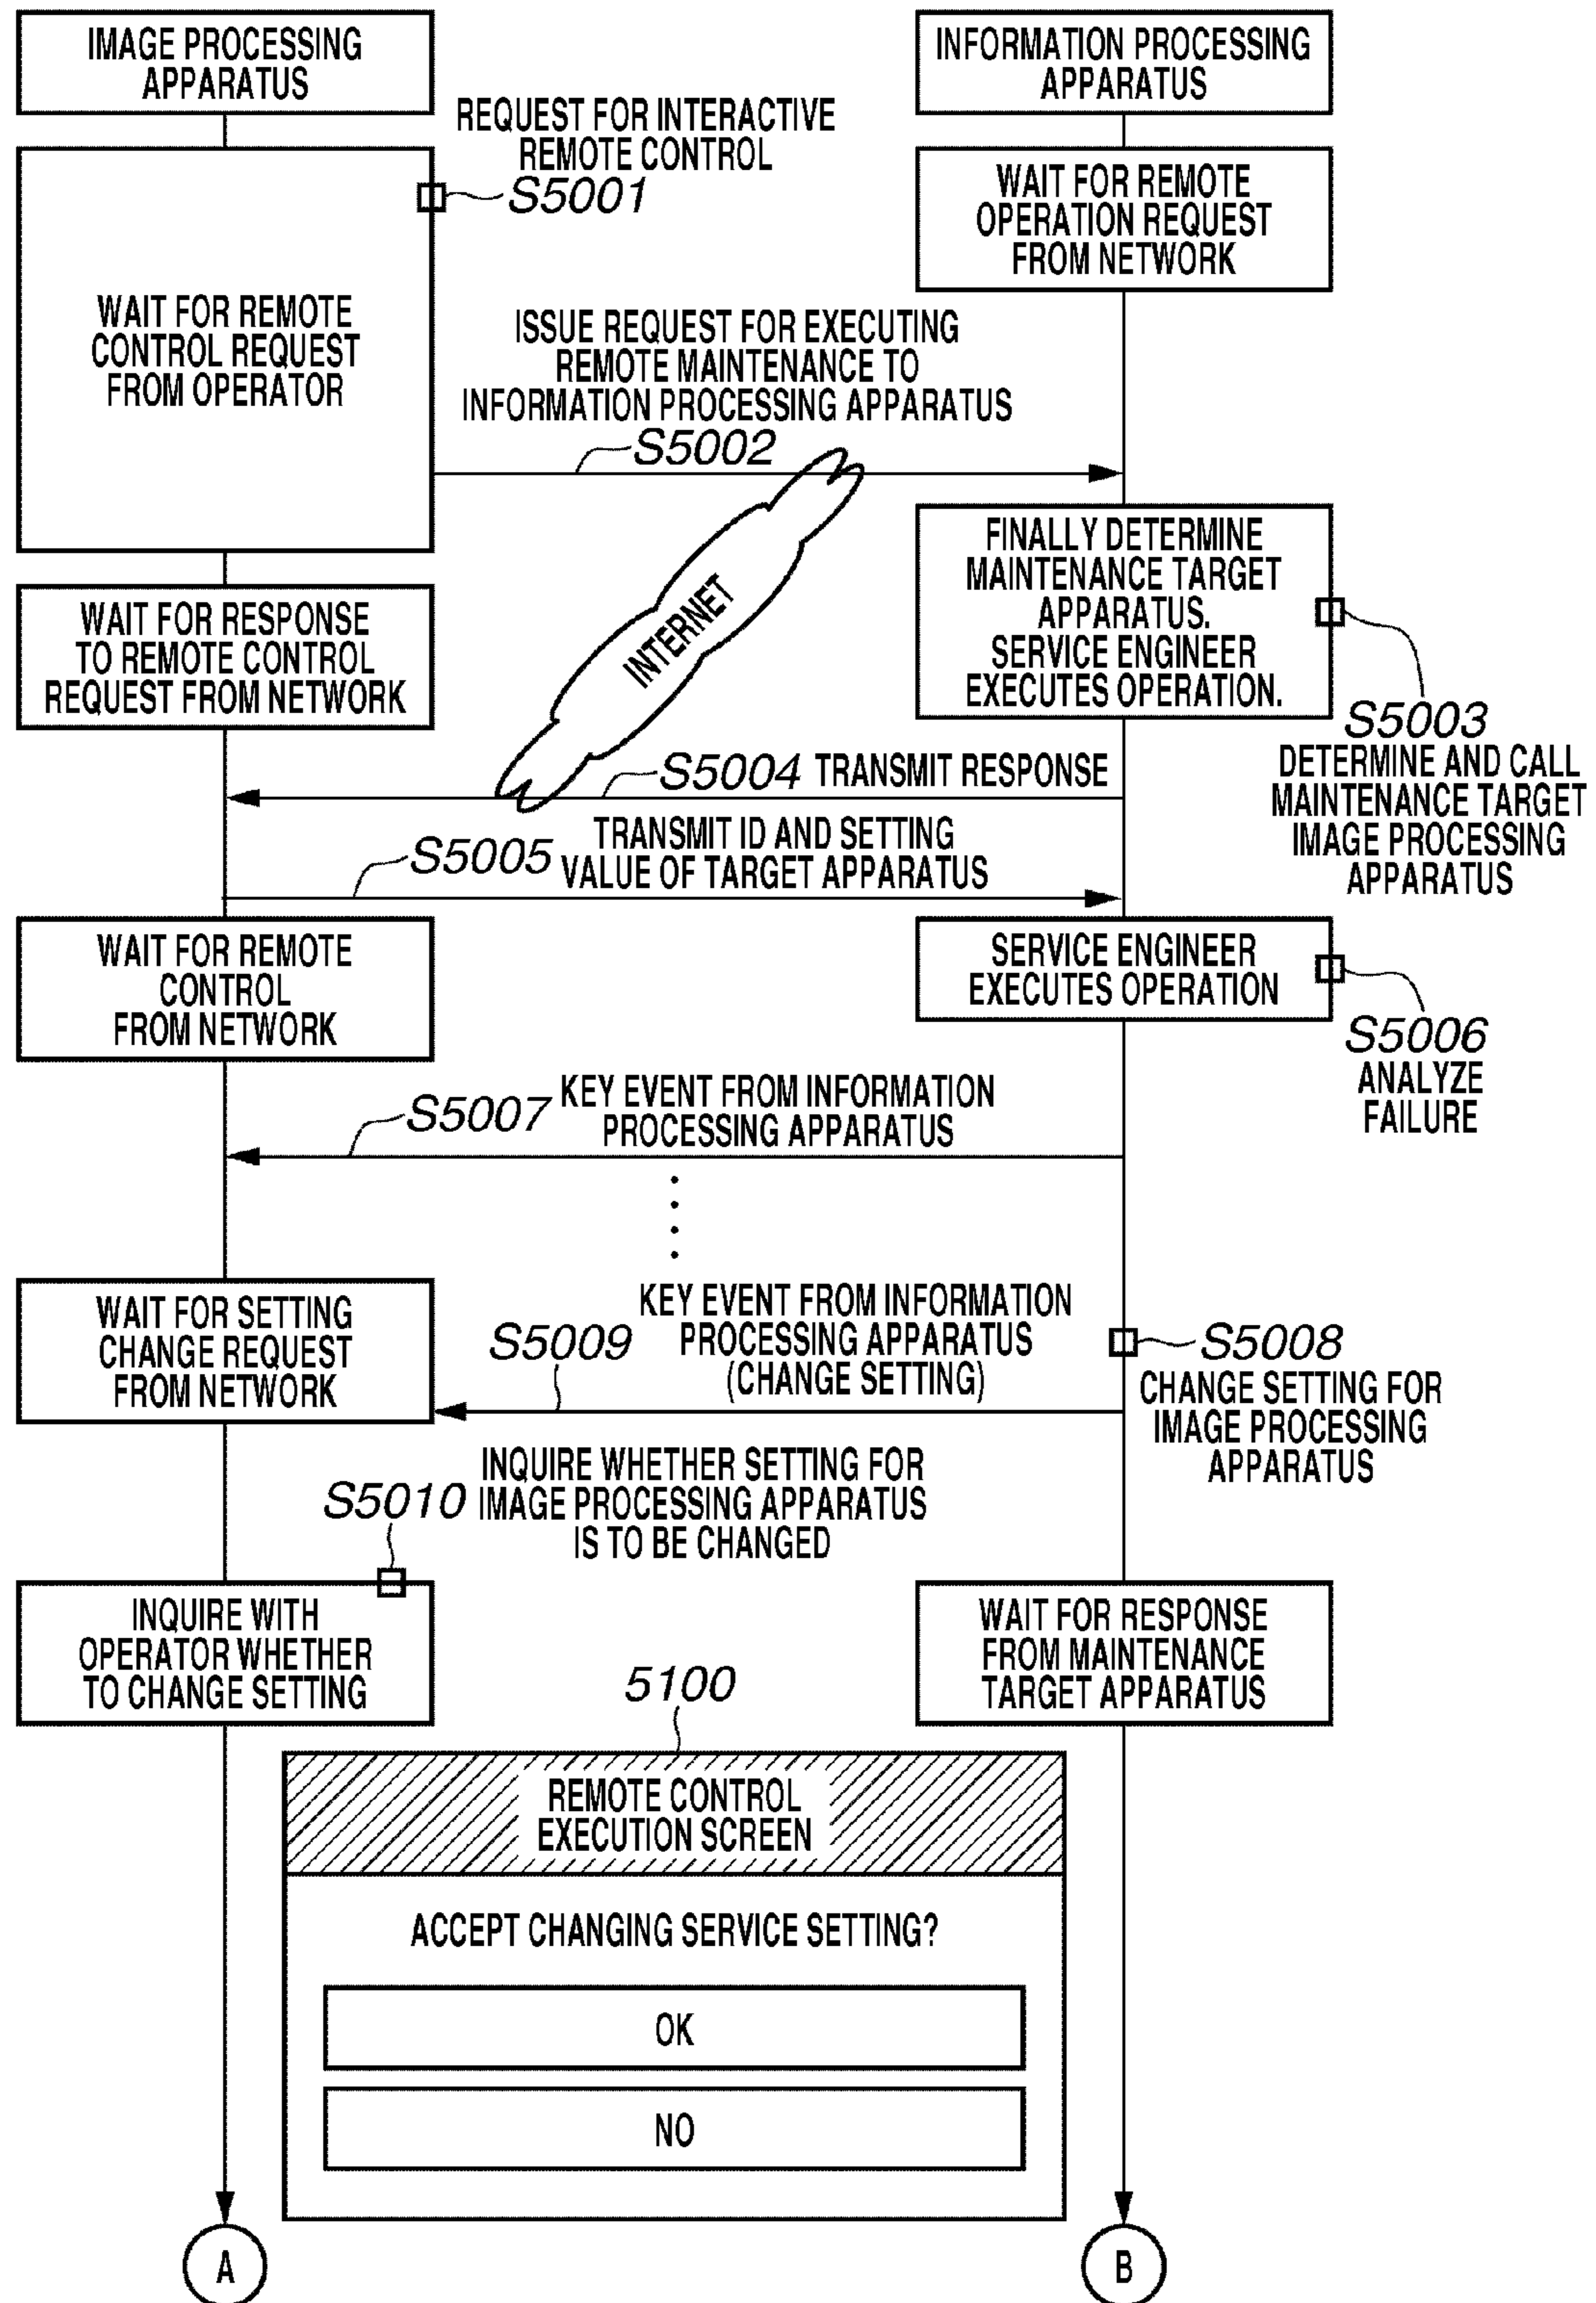 IMAGE PROCESSING
APPARATUS
INFORMATION PROCESSING
APPARATUS
REQUEST FOR INTERACTIVE
REMOTE CONTROL
S5001
WAIT FOR REMOTE
OPERATION REQUEST
FROM NETWORK
WAIT FOR REMOTE
CONTROL REQUEST
FROM OPERATOR
ISSUE REQUEST FOR EXECUTING
REMOTE MAINTENANCE TO
INFORMATION PROCESSING APPARATUS
S5002
INTERNET
FINALLY DETERMINE
MAINTENANCE TARGET
APPARATUS.
SERVICE ENGINEER
EXECUTES OPERATION.
WAIT FOR RESPONSE
TO REMOTE CONTROL
REQUEST FROM NETWORK
S5003
DETERMINE AND CALL
MAINTENANCE TARGET
IMAGE PROCESSING
APPARATUS
S5004 TRANSMIT RESPONSE
S5005
TRANSMIT ID AND SETTING
VALUE OF TARGET APPARATUS
WAIT FOR REMOTE
CONTROL
FROM NETWORK
SERVICE ENGINEER
EXECUTES OPERATION
S5006
ANALYZE
FAILURE
S5007
KEY EVENT FROM INFORMATION
PROCESSING APPARATUS
WAIT FOR SETTING
CHANGE REQUEST
FROM NETWORK
S5009
KEY EVENT FROM INFORMATION
PROCESSING APPARATUS
(CHANGE SETTING)
S5008
CHANGE SETTING FOR
IMAGE PROCESSING
APPARATUS
S5010
INQUIRE WHETHER SETTING FOR
IMAGE PROCESSING APPARATUS
IS TO BE CHANGED
INQUIRE WITH
OPERATOR WHETHER
TO CHANGE SETTING
WAIT FOR RESPONSE
FROM MAINTENANCE
TARGET APPARATUS
5100
REMOTE CONTROL
EXECUTION SCREEN
ACCEPT CHANGING SERVICE SETTING?
OK
NO
A
B